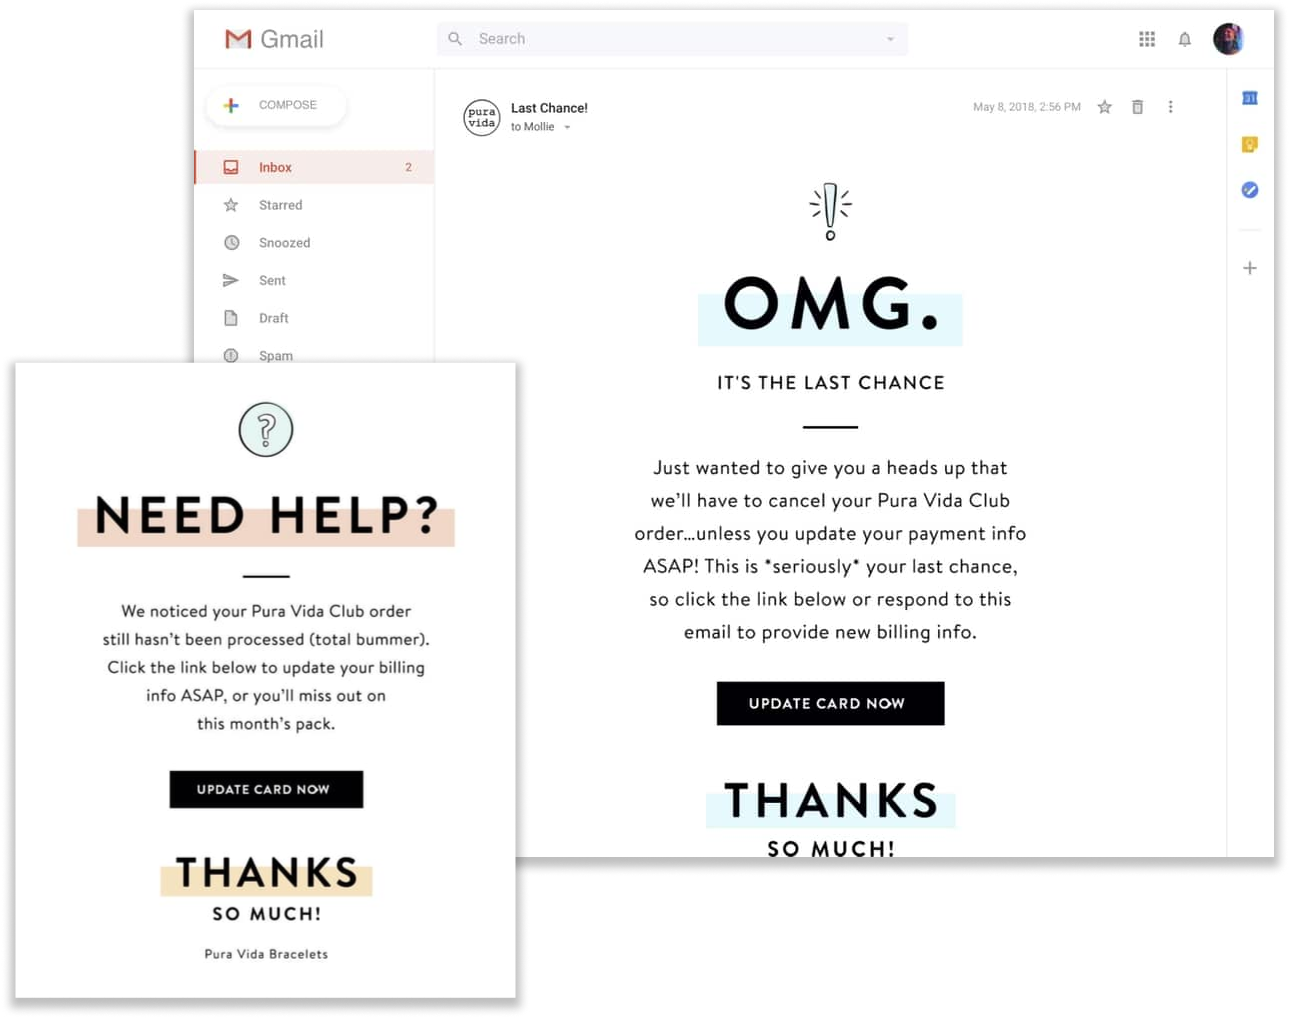 Gmail
Search
COMPOSE
Inbox 2
Starred
Snoozed
Sent
Draft
Spam
pura
vida
Last Chance!
to Mollie
May 8, 2018, 2:56 PM
31
!
OMG.
IT'S THE LAST CHANCE
Just wanted to give you a heads up that
we'll have to cancel your Pura Vida Club
order...unless you update your payment info
ASAP! This is *seriously* your last chance,
so click the link below or respond to this
email to provide new billing info.
UPDATE CARD NOW
THANKS
SO MUCH!
?
NEED HELP?
We noticed your Pura Vida Club order
still hasn't been processed (total bummer).
Click the link below to update your billing
info ASAP, or you'll miss out on
this month's pack.
UPDATE CARD NOW
THANKS
SO MUCH!
Pura Vida Bracelets